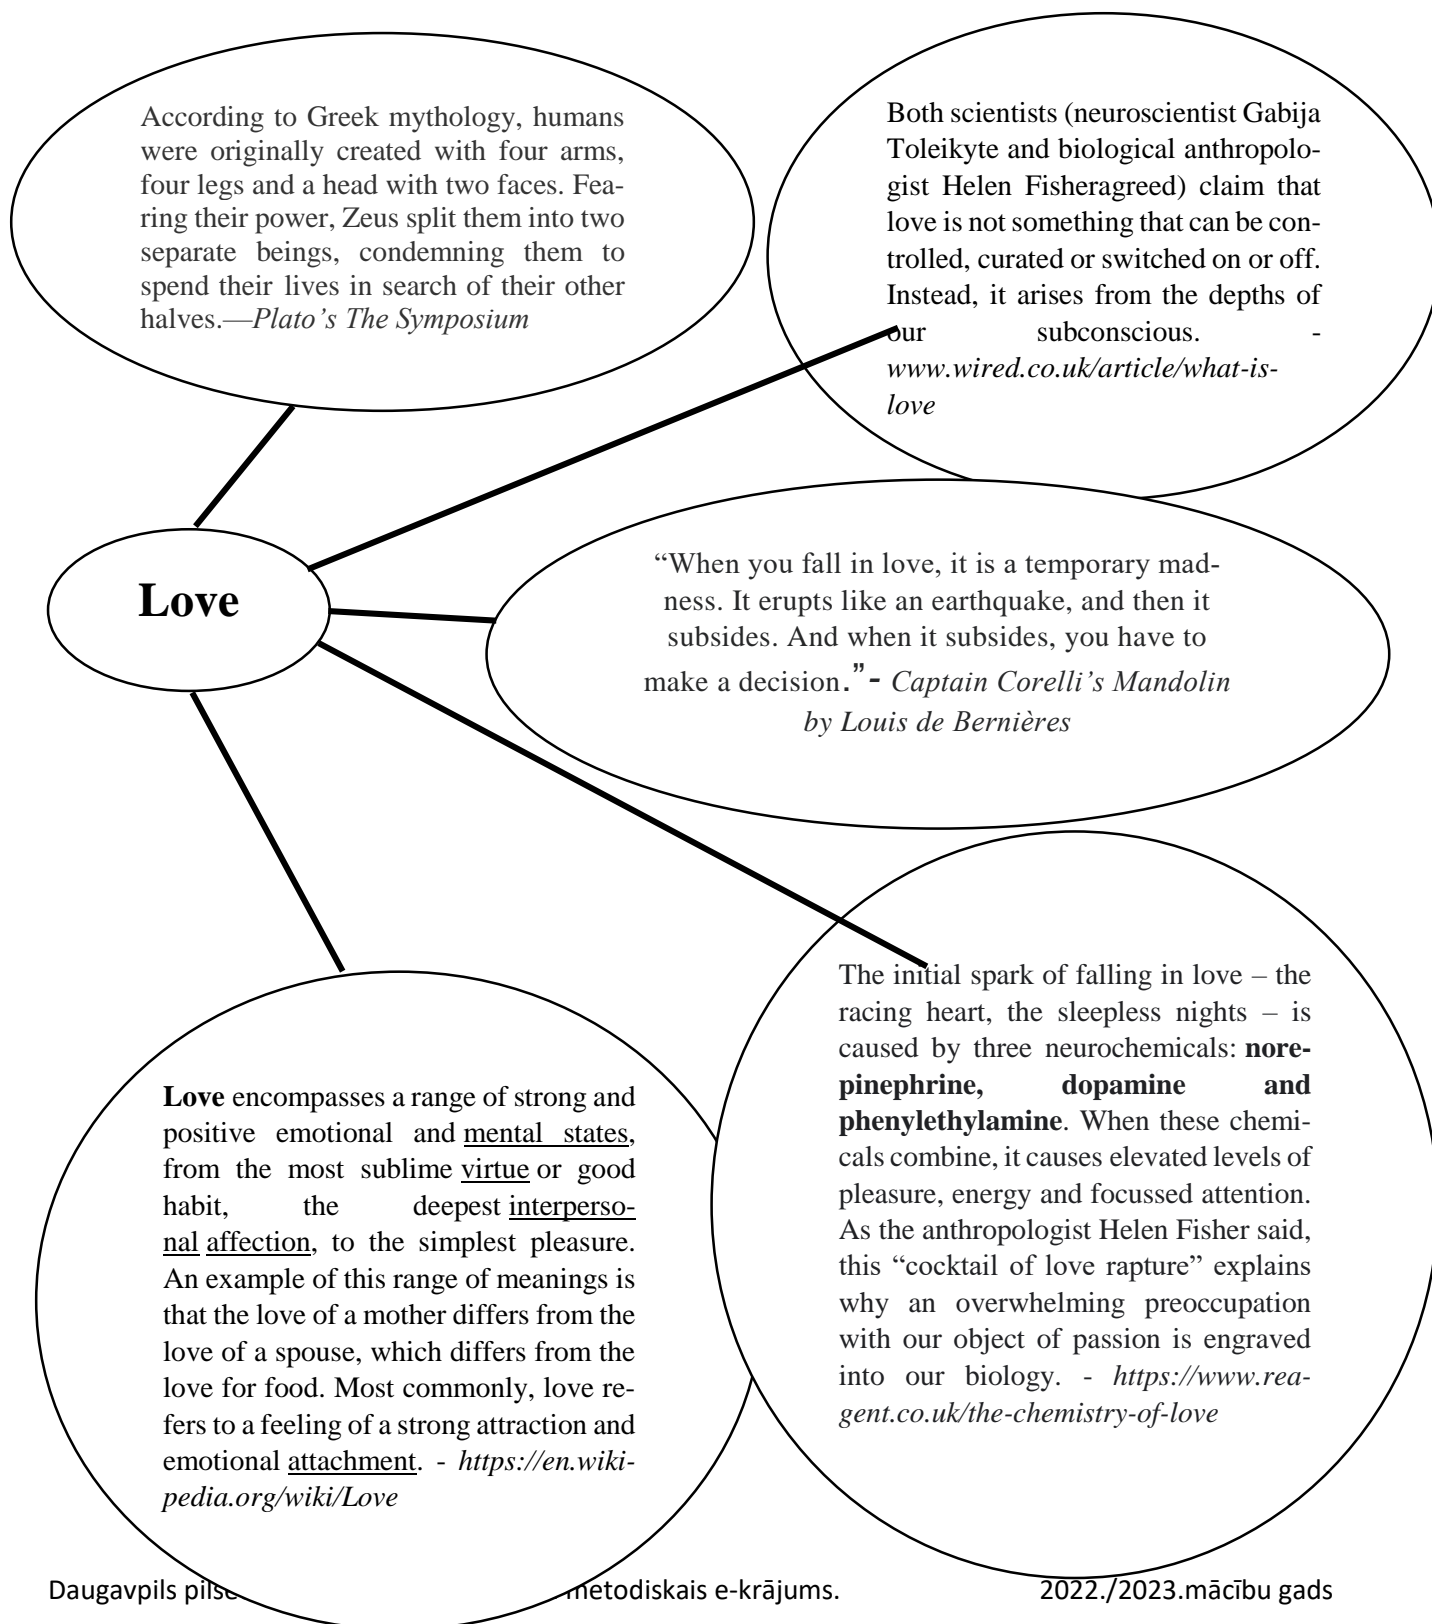 According to Greek mythology, humans
were originally created with four arms,
four legs and a head with two faces. Fea-
ring their power, Zeus split them into two
separate beings, condemning them to
spend their lives in search of their other
halves.—Plato’s The Symposium
Both scientists (neuroscientist Gabija
Toleikyte and biological anthropolo-
gist Helen Fisheragreed) claim that
love is not something that can be con-
trolled, curated or switched on or off.
Instead, it arises from the depths of
our subconscious. -
www.wired.co.uk/article/what-is-
love
Love
“When you fall in love, it is a temporary mad-
ness. It erupts like an earthquake, and then it
subsides. And when it subsides, you have to
make a decision.”- Captain Corelli’s Mandolin
by Louis de Bernières
The initial spark of falling in love – the
racing heart, the sleepless nights – is
caused by three neurochemicals: nore-
pinephrine, dopamine and
phenylethylamine. When these chemi-
cals combine, it causes elevated levels of
pleasure, energy and focussed attention.
As the anthropologist Helen Fisher said,
this “cocktail of love rapture” explains
why an overwhelming preoccupation
with our object of passion is engraved
into our biology. - https://www.rea-
gent.co.uk/the-chemistry-of-love
Love encompasses a range of strong and
positive emotional and mental states,
from the most sublime virtue or good
habit, the deepest interperso-
nal affection, to the simplest pleasure.
An example of this range of meanings is
that the love of a mother differs from the
love of a spouse, which differs from the
love for food. Most commonly, love re-
fers to a feeling of a strong attraction and
emotional attachment. - https://en.wiki-
pedia.org/wiki/Love
Daugavpils e-krājums. 2022./2023.mācību gads